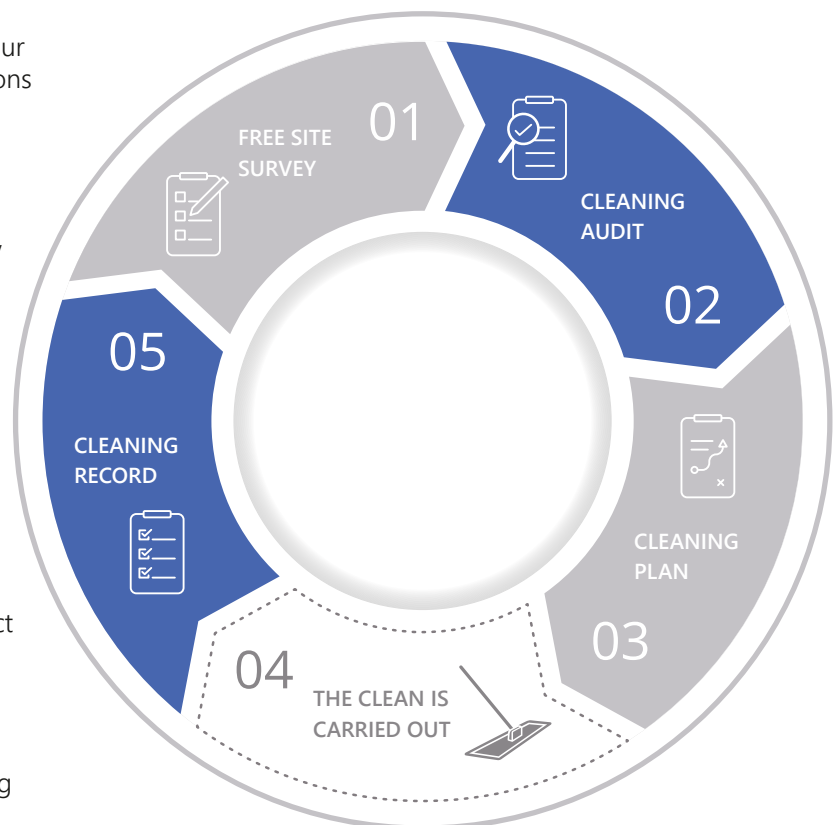 01
FREE SITE
SURVEY
CLEANING
AUDIT
02
CLEANING
PLAN
03
04
THE CLEAN IS
CARRIED OUT
05
CLEANING
RECORD